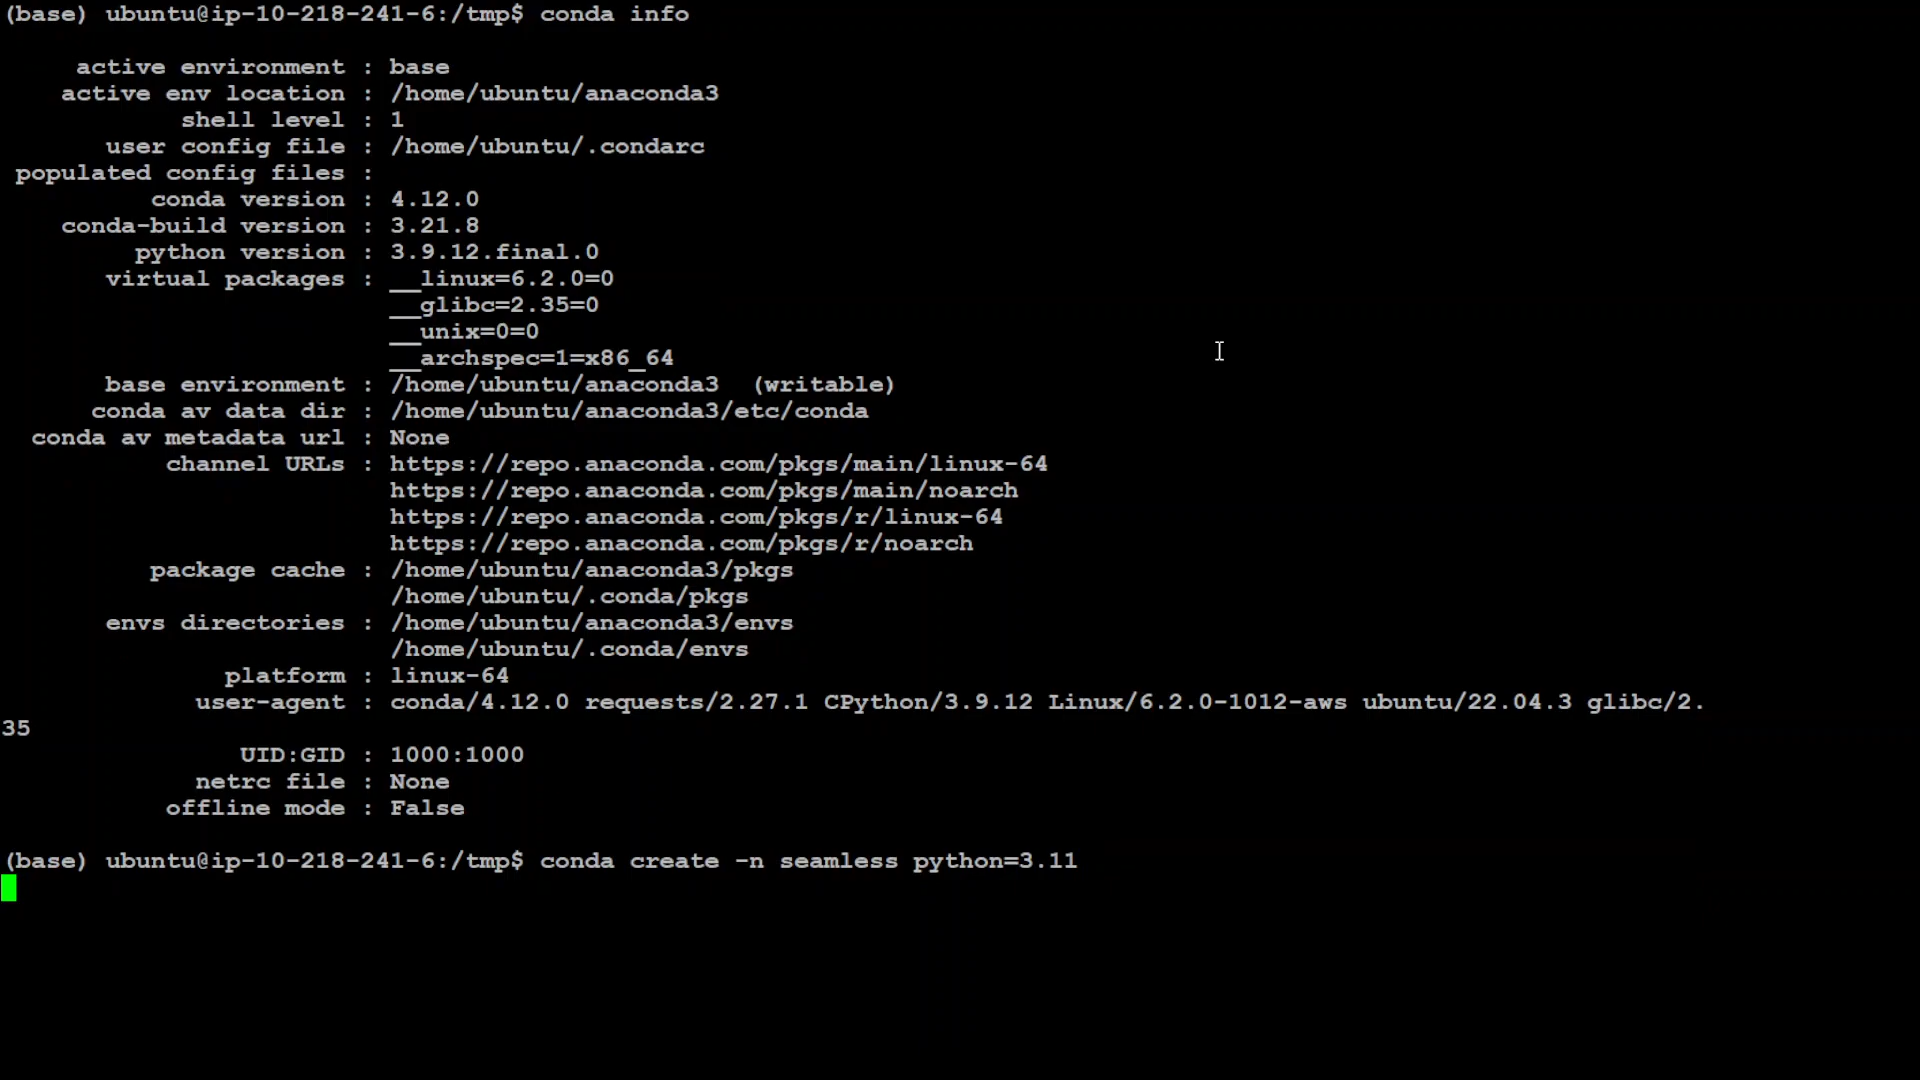 (base) ubuntu@ip-10-218-241-6:/tmp$ conda info
active environment : base
active env location : /home/ubuntu/anaconda3
shell level : 1
user config file : /home/ubuntu/.condarc
populated config files :
conda version : 4.12.0
conda-build version : 3.21.8
python version : 3.9.12.final.0
virtual packages : __linux=6.2.0=0
__glibc=2.35=0
__unix=0=0
__archspec=1=x86_64
base environment : /home/ubuntu/anaconda3  (writable)
conda av data dir : /home/ubuntu/anaconda3/etc/conda
conda av metadata url : None
channel URLs : https://repo.anaconda.com/pkgs/main/linux-64
https://repo.anaconda.com/pkgs/main/noarch
https://repo.anaconda.com/pkgs/r/linux-64
https://repo.anaconda.com/pkgs/r/noarch
package cache : /home/ubuntu/anaconda3/pkgs
/home/ubuntu/.conda/pkgs
envs directories : /home/ubuntu/anaconda3/envs
/home/ubuntu/.conda/envs
platform : linux-64
user-agent : conda/4.12.0 requests/2.27.1 CPython/3.9.12 Linux/6.2.0-1012-aws ubuntu/22.04.3 glibc/2.
35
UID:GID : 1000:1000
netrc file : None
offline mode : False
(base) ubuntu@ip-10-218-241-6:/tmp$ conda create -n seamless python=3.11